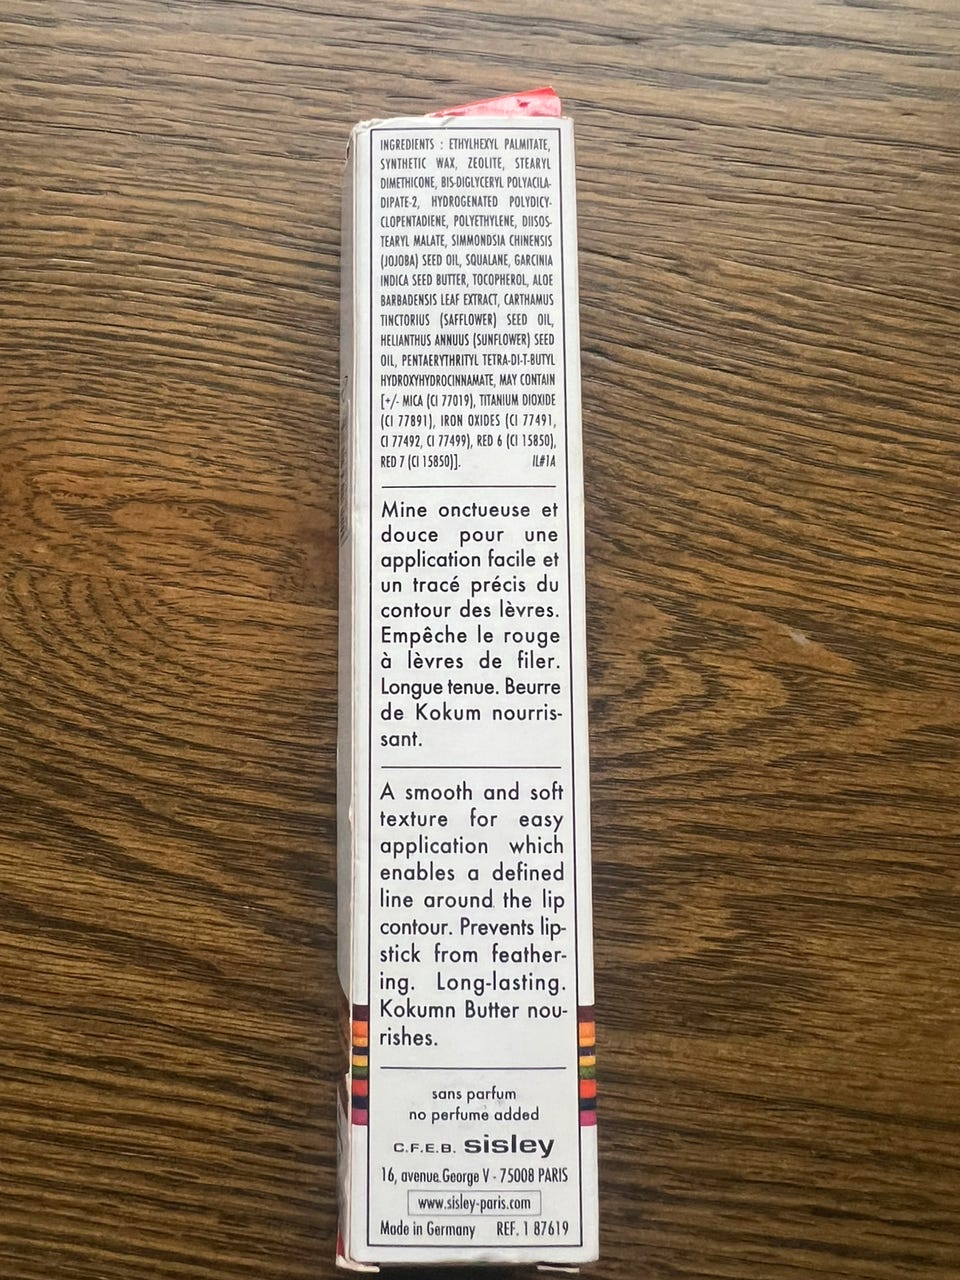 INGREDIENTS : ETHYLHEXYL PALMITATE,
SYNTHETIC WAX, ZEOLITE, STEARYL
DIMETHICONE, BIS-DIGLYCERYL POLYACILA-
DIPATE-2, HYDROGENATED POLYDICY-
CLOPENTADIENE, POLYETHYLENE, DIISOS-
TEARYL MALATE, SIMMONDSIA CHINENSIS
(JOJOBA) SEED OIL, SQUALANE, GARCINIA
INDICA SEED BUTTER, TOCOPHEROL, ALOE
BARBADENSIS LEAF EXTRACT, CARTHAMUS
TINCTORIUS (SAFFLOWER) SEED OIL,
HELIANTHUS ANNUUS (SUNFLOWER) SEED
OIL, PENTAERYTHRITYL TETRA-DI-T-BUTYL
HYDROXYHYDROCINNAMATE, MAY CONTAIN
[+/- MICA (CI 77019), TITANIUM DIOXIDE
(CI 77891), IRON OXIDES (CI 77491,
CI 77492, CI 77499), RED 6 (CI 15850),
RED 7 (CI 15850)]. IL#1A
Mine onctueuse et
douce pour une
application facile et
un tracé précis du
contour des lèvres.
Empêche le rouge
à lèvres de filer.
Longue tenue. Beurre
de Kokum nourris-
sant.
A smooth and soft
texture for easy
application which
enables a defined
line around the lip
contour. Prevents lip-
stick from feather-
ing. Long-lasting.
Kokumn Butter nou-
rishes.
sans parfum
no perfume added
C.F.E.B. sisley
16, avenue George V - 75008 PARIS
www.sisley-paris.com
Made in Germany REF. 1 87619